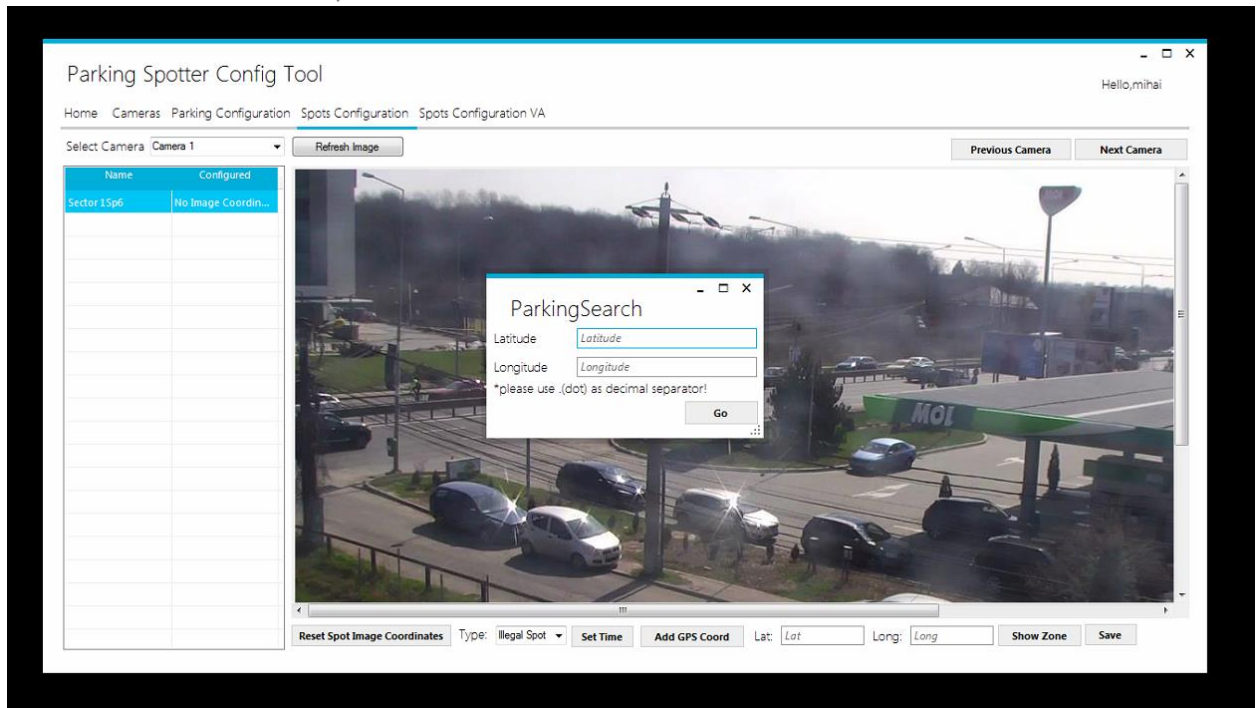 Parking Spotter Config Tool
Hello,mihai
Home Cameras Parking Configuration Spots Configuration Spots Configuration VA
Select Camera Camera 1 Refresh Image Previous Camera Next Camera
Name Configured
Sector 1Sp6 No Image Coordin...
ParkingSearch
Latitude Latitude
Longitude Longitude
*please use .(dot) as decimal separator!
Go
MOL
Reset Spot Image Coordinates Type: Illegal Spot Set Time Add GPS Coord Lat: Lat Long: Long Show Zone Save